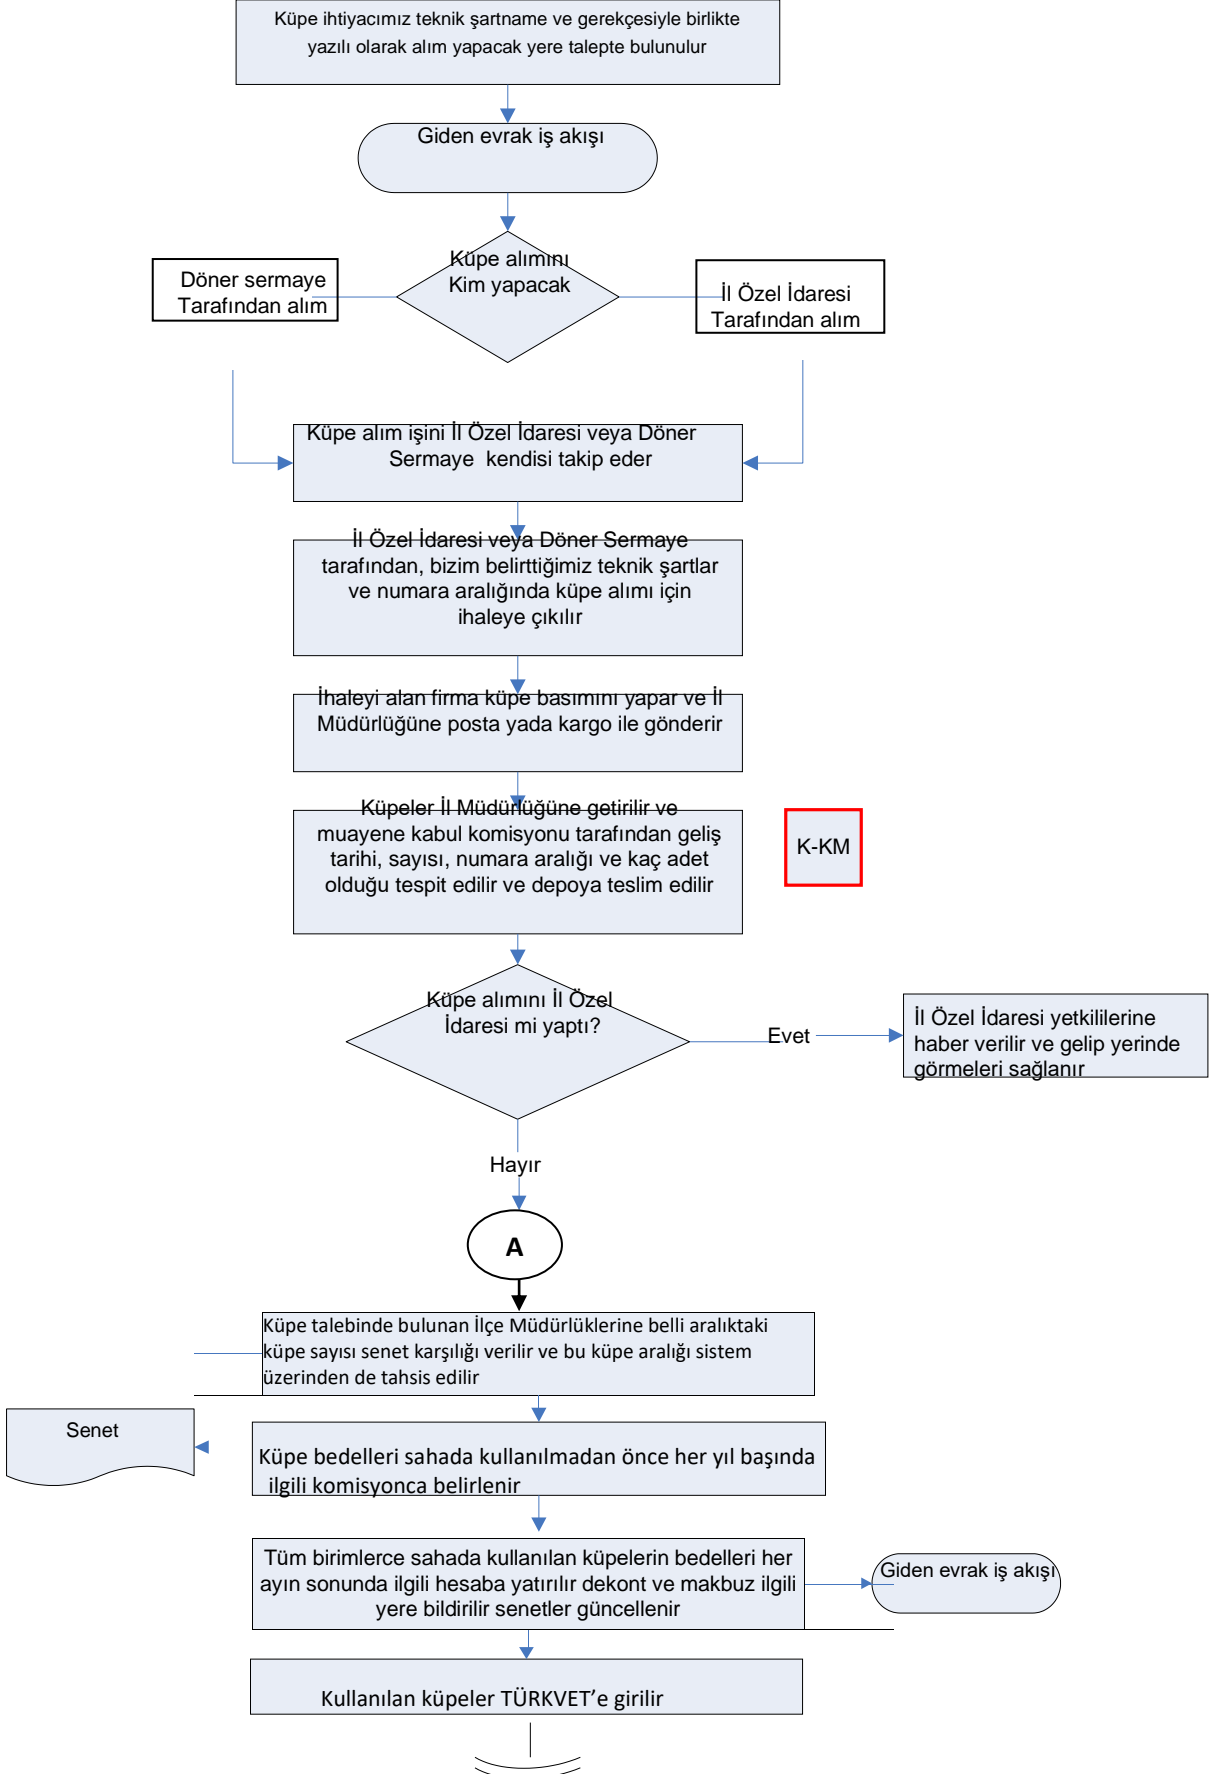 Küpe ihtiyacımız teknik şartname ve gerekçesiyle birlikte
yazılı olarak alım yapacak yere talepte bulunulur
Giden evrak iş akışı
Küpe alımını
Kim yapacak
Döner sermaye
Tarafından alım
İl Özel İdaresi
Tarafından alım
Küpe alım işini İl Özel İdaresi veya Döner
Sermaye kendisi takip eder
İl Özel İdaresi veya Döner Sermaye
tarafından, bizim belirttiğimiz teknik şartlar
ve numara aralığında küpe alımı için
ihaleye çıkılır
İhaleyi alan firma küpe basımını yapar ve İl
Müdürlüğüne posta yada kargo ile gönderir
Küpeler İl Müdürlüğüne getirilir ve
muayene kabul komisyonu tarafından geliş
tarihi, sayısı, numara aralığı ve kaç adet
olduğu tespit edilir ve depoya teslim edilir
K-KM
Küpe alımını İl Özel
İdaresi mi yaptı?
Evet
İl Özel İdaresi yetkililerine
haber verilir ve gelip yerinde
görmeleri sağlanır
Hayır
A
Küpe talebinde bulunan İlçe Müdürlüklerine belli aralıktaki
küpe sayısı senet karşılığı verilir ve bu küpe aralığı sistem
üzerinden de tahsis edilir
Senet
Küpe bedelleri sahada kullanılmadan önce her yıl başında
ilgili komisyonca belirlenir
Tüm birimlerce sahada kullanılan küpelerin bedelleri her
ayın sonunda ilgili hesaba yatırılır dekont ve makbuz ilgili
yere bildirilir senetler güncellenir
Giden evrak iş akışı
Kullanılan küpeler TÜRKVET’e girilir